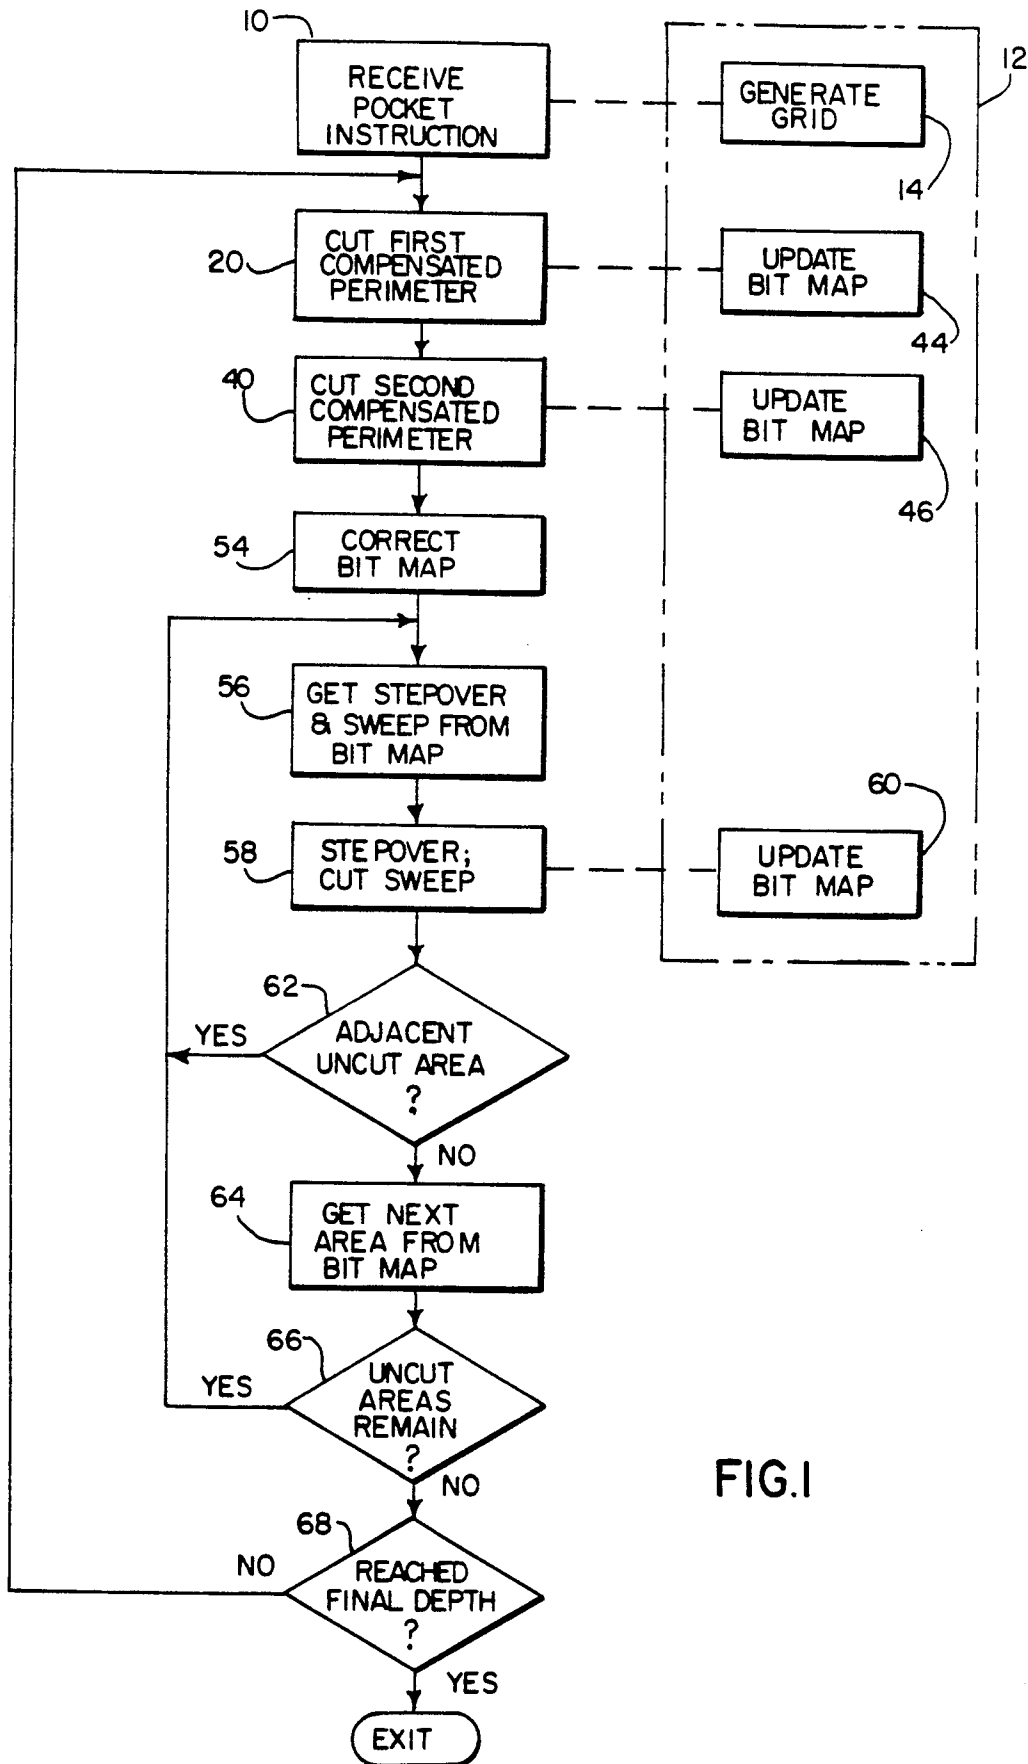 10
RECEIVE
POCKET
INSTRUCTION
GENERATE
GRID
12
14
20
CUT FIRST
COMPENSATED
PERIMETER
UPDATE
BIT MAP
44
40
CUT SECOND
COMPENSATED
PERIMETER
UPDATE
BIT MAP
46
54
CORRECT
BIT MAP
56
GET STEPOVER
& SWEEP FROM
BIT MAP
58
STEPOVER;
CUT SWEEP
60
UPDATE
BIT MAP
62
YES
ADJACENT
UNCUT AREA
?
NO
64
GET NEXT
AREA FROM
BIT MAP
66
YES
UNCUT
AREAS
REMAIN
?
NO
FIG.1
68
NO
REACHED
FINAL DEPTH
?
YES
EXIT